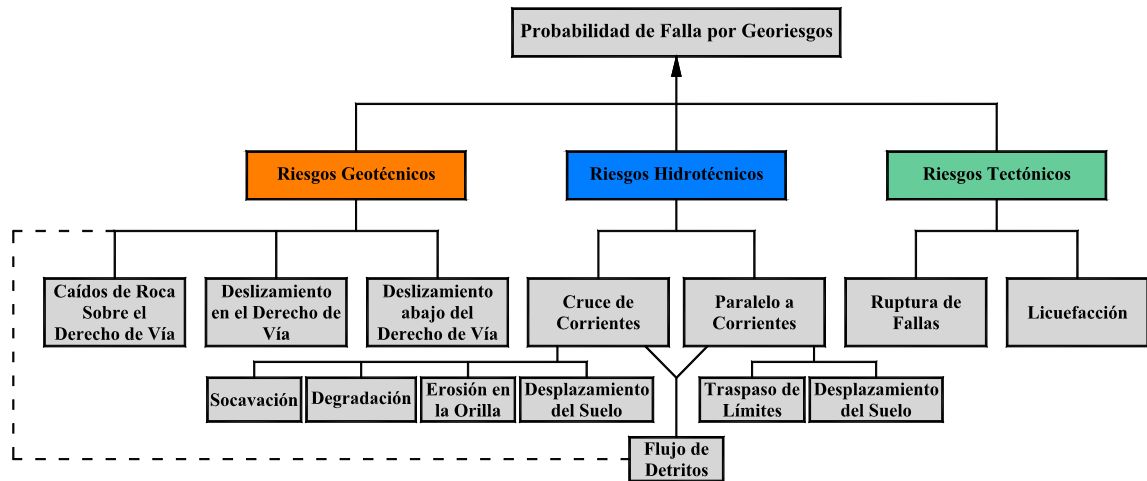 Probabilidad de Falla por Georiesgos
Riesgos Geotécnicos
Riesgos Hidrotécnicos
Riesgos Tectónicos
Caídos de Roca
Sobre el
Derecho de Vía
Deslizamiento
en el Derecho de
Vía
Deslizamiento
abajo del
Derecho de Vía
Cruce de
Corrientes
Paralelo a
Corrientes
Ruptura de
Fallas
Licuefacción
Socavación
Degradación
Erosión en
la Orilla
Desplazamiento
del Suelo
Traspaso de
Límites
Desplazamiento
del Suelo
Flujo de
Detritos